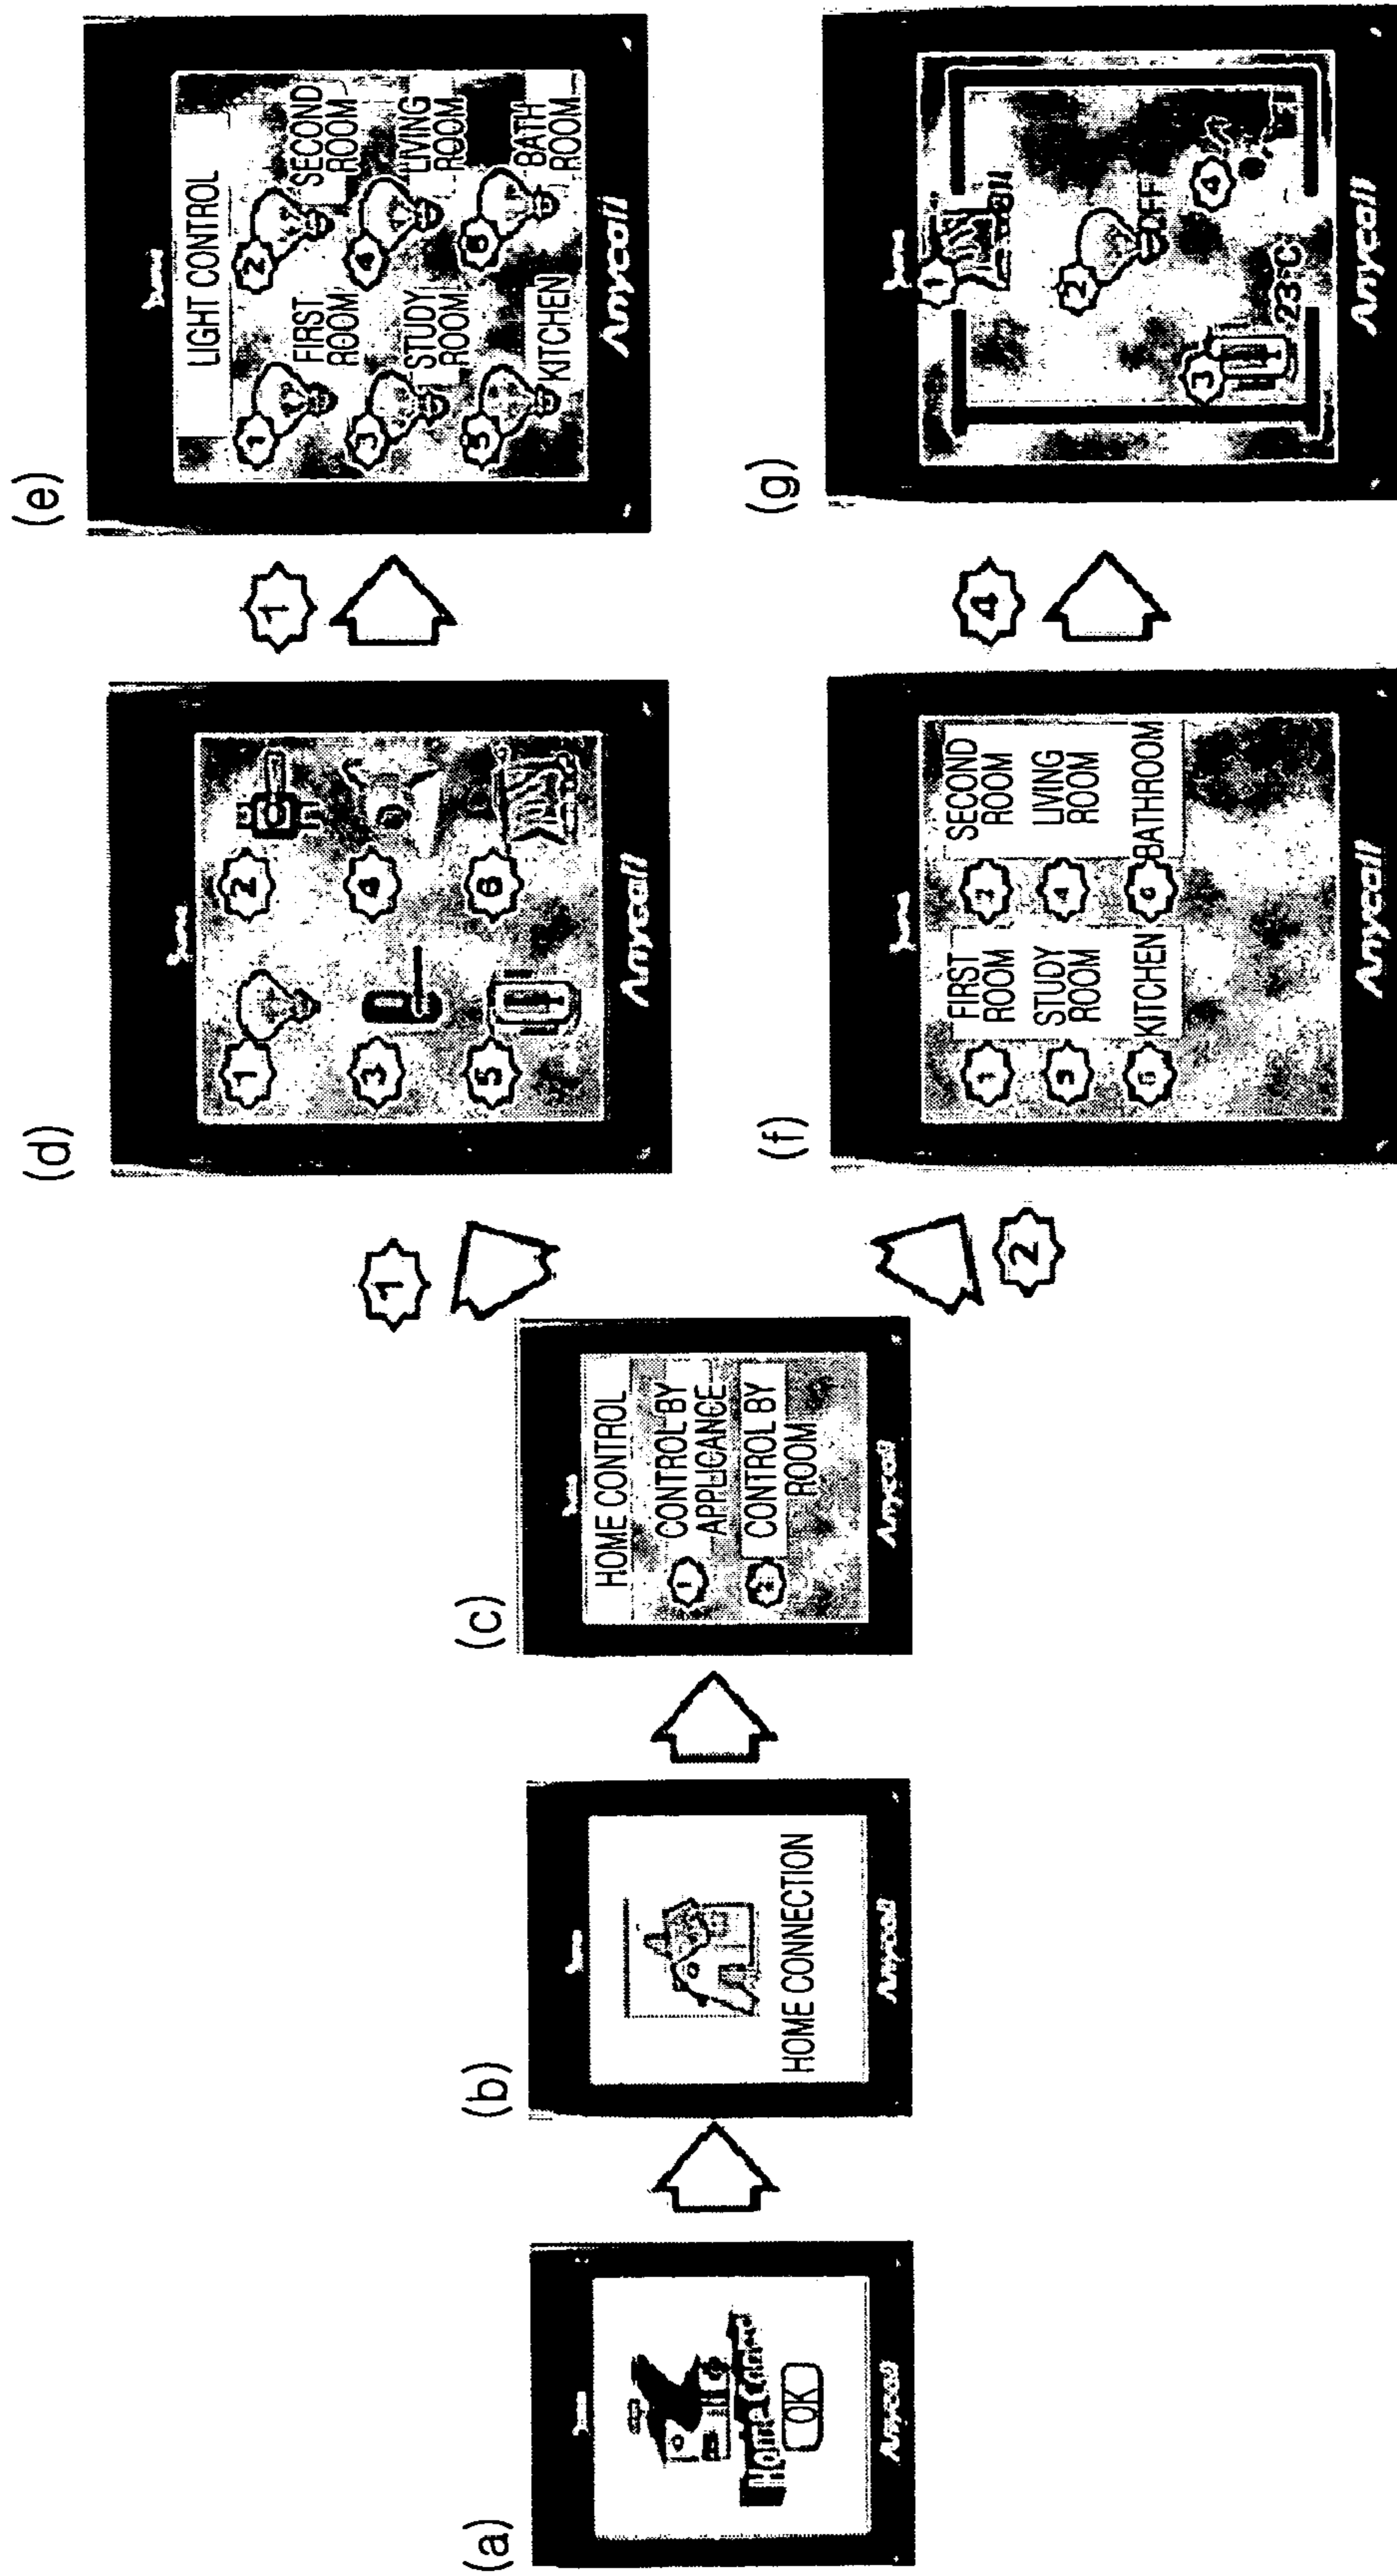 (a)
OK
Anycall
(b)
HOME CONNECTION
Anycall
(c)
HOME CONTROL
1 CONTROL BY
APPLICANCE
2 CONTROL BY
ROOM
Anycall
1
2
(d)
1 2
3 4
5 6
Anycall
1
(e)
LIGHT CONTROL
1 FIRST
ROOM
2 SECOND
ROOM
3 STUDY
ROOM
4 LIVING
ROOM
5 KITCHEN
6 BATH
ROOM
Anycall
(f)
1 FIRST
ROOM
2 SECOND
ROOM
3 STUDY
ROOM
4 LIVING
ROOM
KITCHEN
6 BATHROOM
Anycall
4
(g)
1
2
OFF
3
23°C
4
Anycall